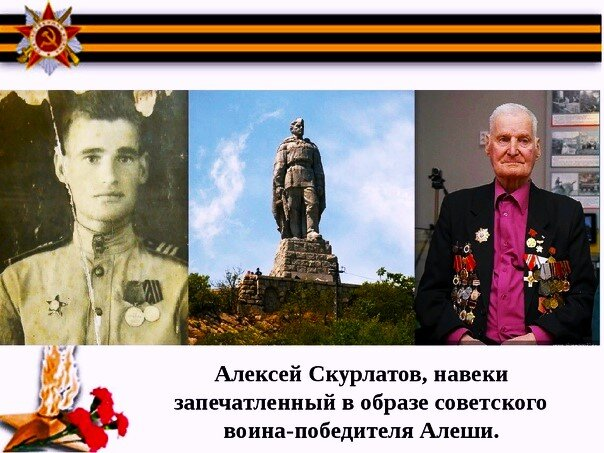 Алексей Скурлатов, навеки
запечатленный в образе советского
воина-победителя Алеши.